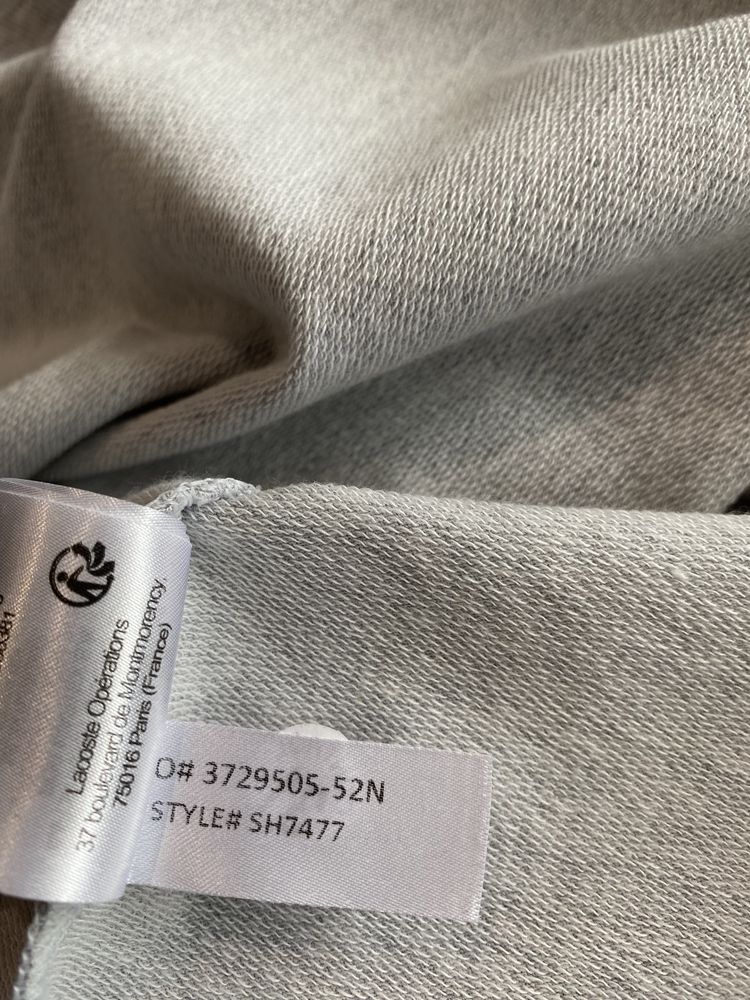 Lacoste Operations
37 boulevard de Montmorency,
75016 Paris (France)
O# 3729505-52N
STYLE# SH7477